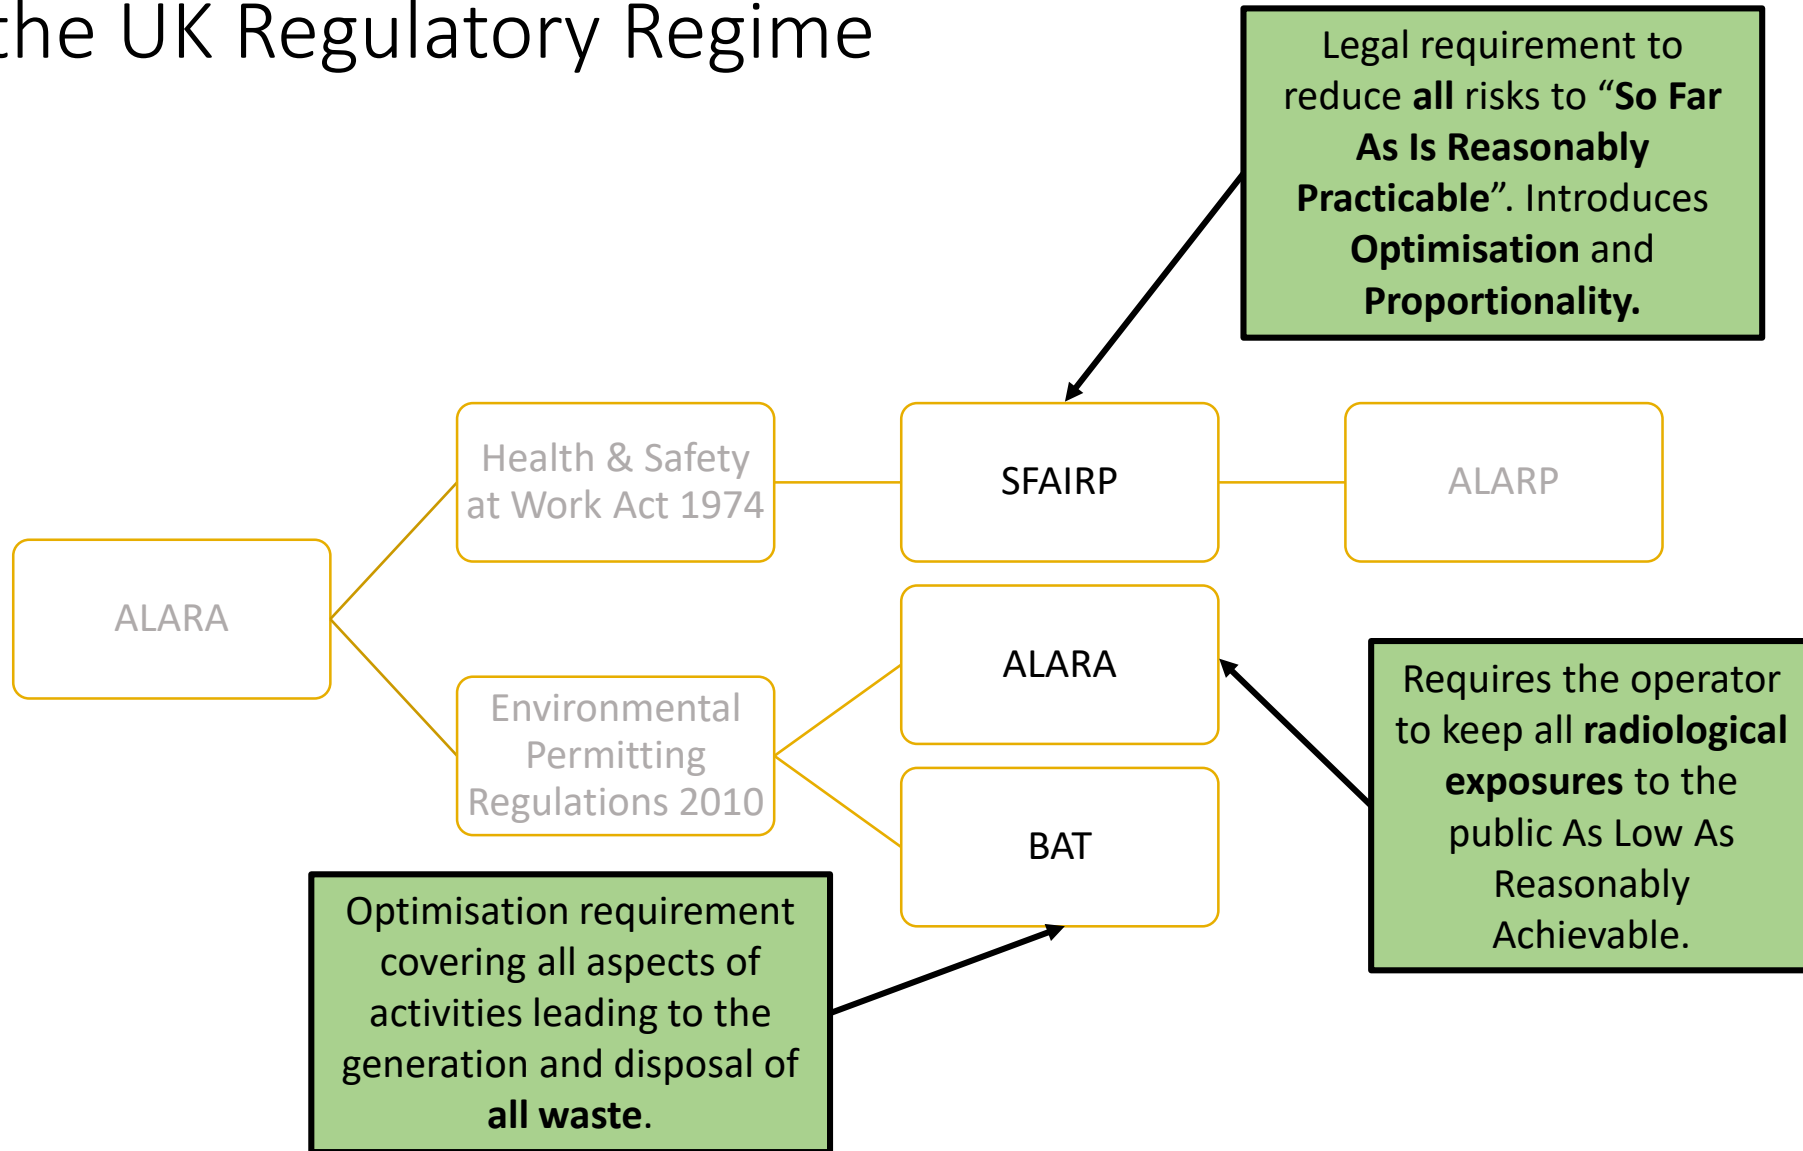 the UK Regulatory Regime
Legal requirement to
reduce all risks to “So Far
As Is Reasonably
Practicable”. Introduces
Optimisation and
Proportionality.
Health & Safety
at Work Act 1974
SFAIRP
ALARP
ALARA
ALARA
Environmental
Permitting
Regulations 2010
BAT
Requires the operator
to keep all radiological
exposures to the
public As Low As
Reasonably
Achievable.
Optimisation requirement
covering all aspects of
activities leading to the
generation and disposal of
all waste.